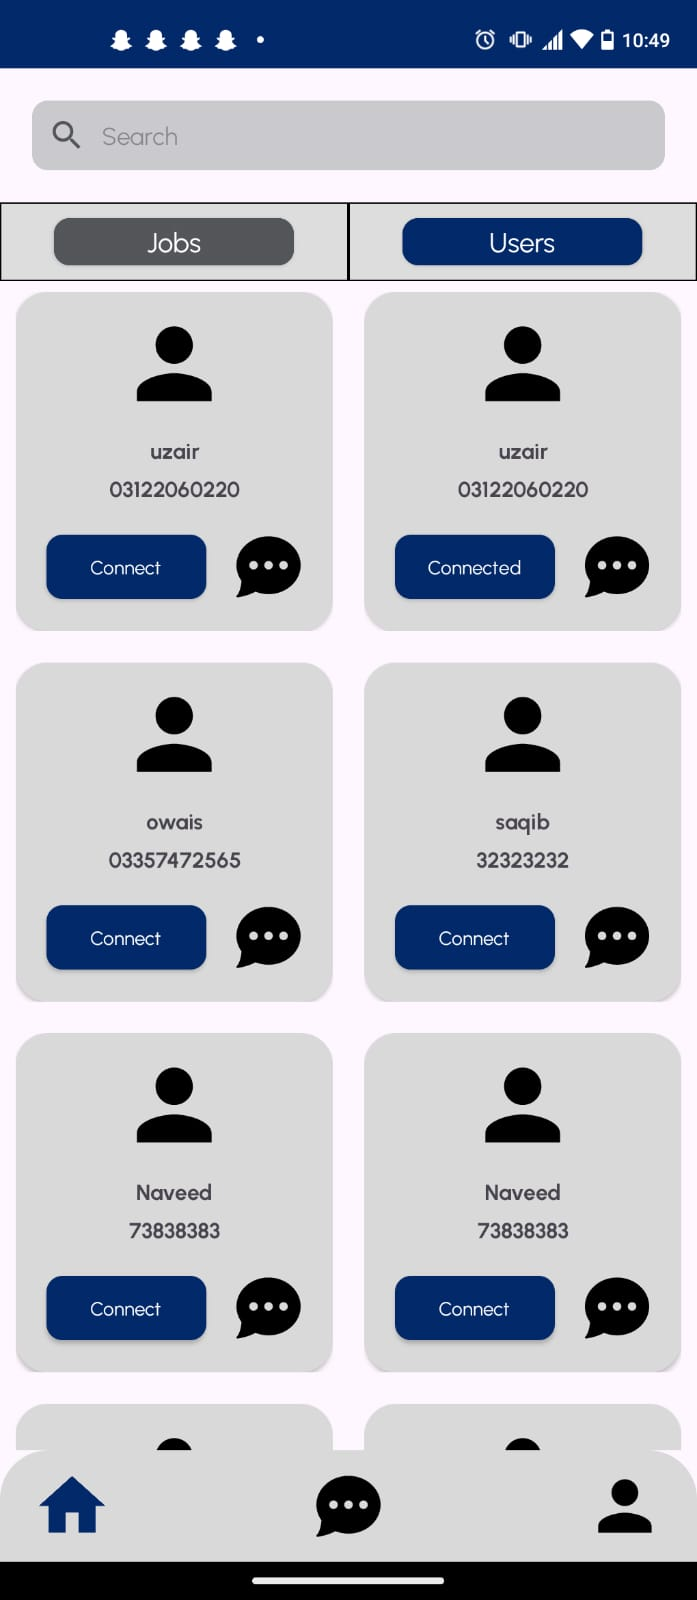 10:49
Search
Jobs
Users
uzair
03122060220
Connect
uzair
03122060220
Connected
owais
03357472565
Connect
saqib
32323232
Connect
Naveed
73838383
Connect
Naveed
73838383
Connect